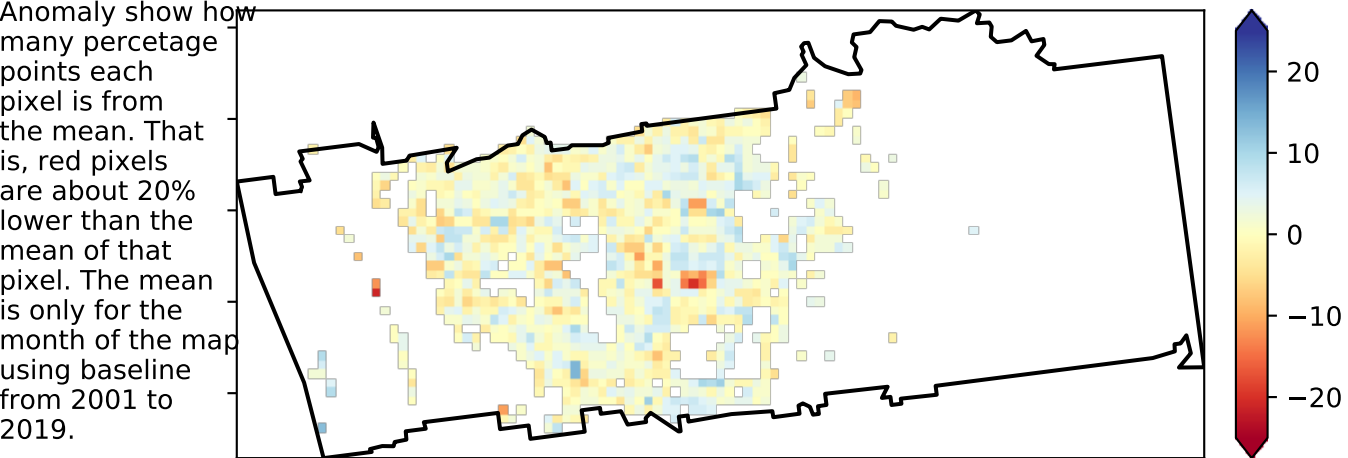 Anomaly show how
many percetage
points each
pixel is from
the mean. That
is, red pixels
are about 20%
lower than the
mean of that
pixel. The mean
is only for the
month of the map
using baseline
from 2001 to
2019.
20
10
0
−10
−20